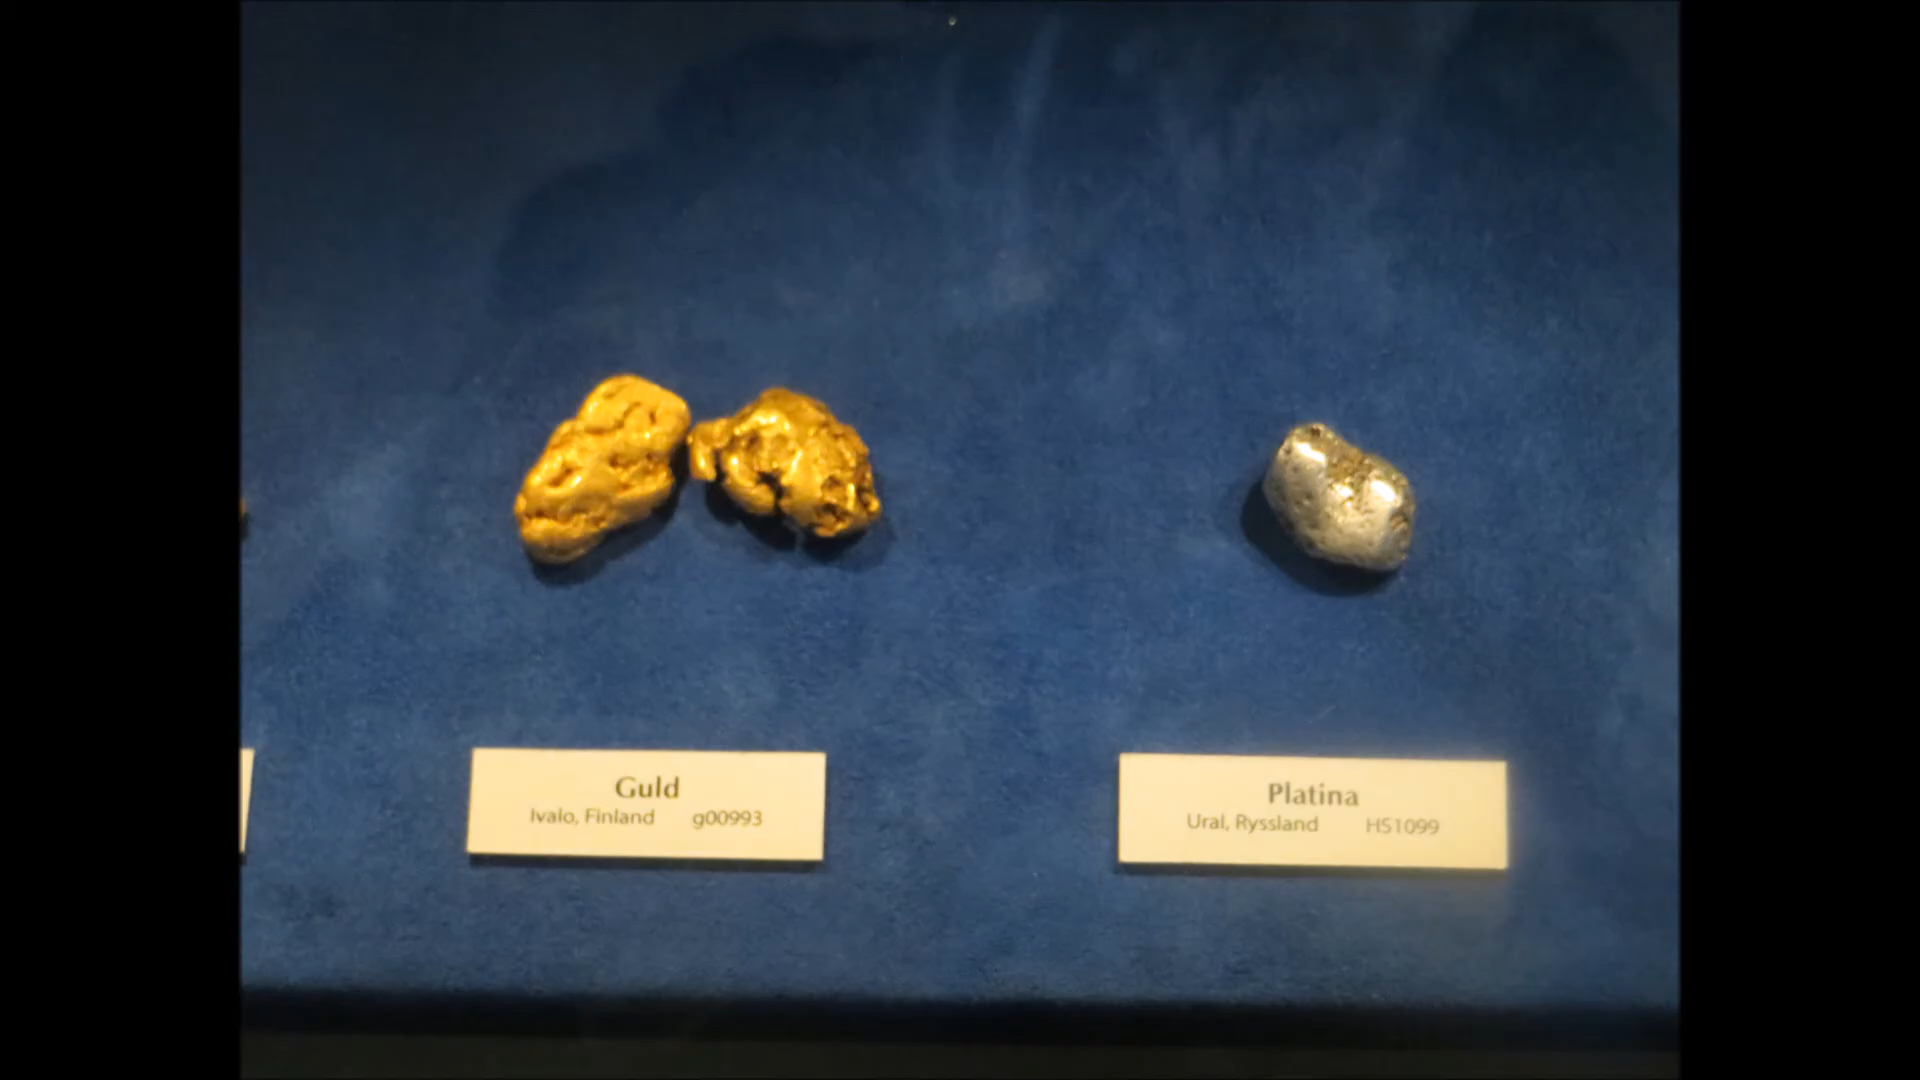 Guld
Ivalo, Finland g00993
Platina
Ural, Ryssland HS1099